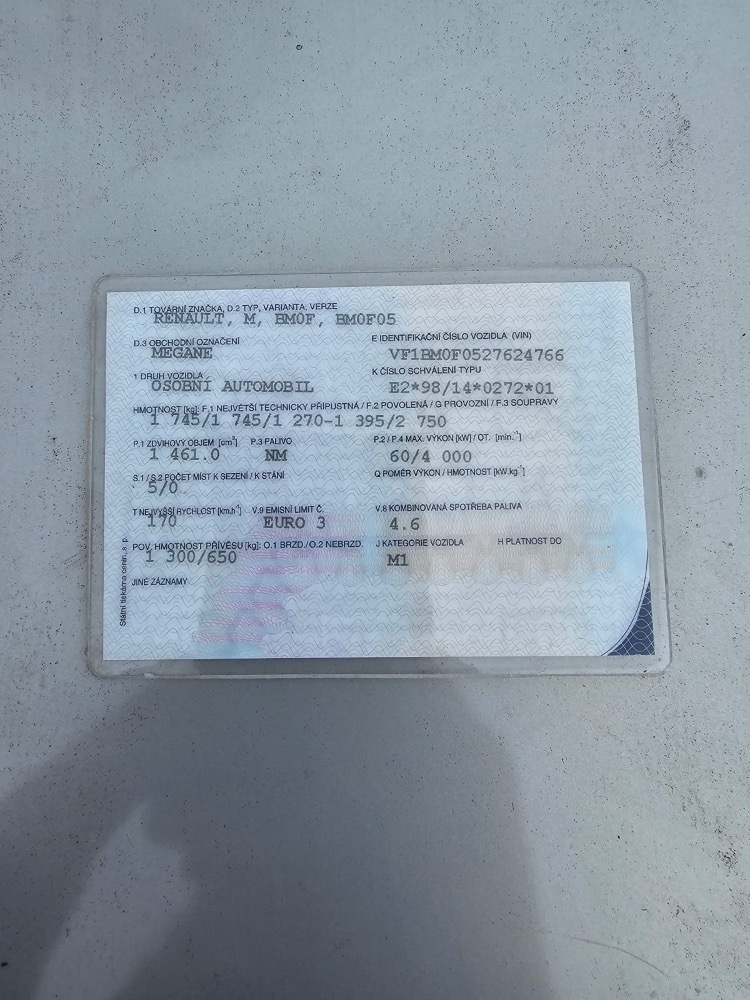 D.1 TOVÁRNÍ ZNAČKA, D.2 TYP, VARIANTA, VERZE
RENAULT, M, BM0F, BM0F05
D.3 OBCHODNÍ OZNAČENÍ
MEGANE
E IDENTIFIKAČNÍ ČÍSLO VOZIDLA (VIN)
VF1BM0F0527624766
1 DRUH VOZIDLA
OSOBNÍ AUTOMOBIL
K ČÍSLO SCHVÁLENÍ TYPU
E2*98/14*0272*01
HMOTNOST [kg]: F.1 NEJVĚTŠÍ TECHNICKY PŘÍPUSTNÁ / F.2 POVOLENÁ / G PROVOZNÍ / F.3 SOUPRAVY
1 745/1 745/1 270-1 395/2 750
P.1 ZDVIHOVÝ OBJEM [cm³] P.3 PALIVO
1 461.0 NM
P.2 / P.4 MAX. VÝKON [kW] / OT. [min.⁻¹]
60/4 000
S.1 / S.2 POČET MÍST K SEZENÍ / K STÁNÍ
5/0
Q POMĚR VÝKON / HMOTNOST [kW.kg⁻¹]
T NEJVYŠŠÍ RYCHLOST [km.h⁻¹] V.9 EMISNÍ LIMIT Č.
170 EURO 3
V.8 KOMBINOVANÁ SPOTŘEBA PALIVA
4.6
POV. HMOTNOST PŘÍVĚSU [kg]: O.1 BRZD./O.2 NEBRZD.
1 300/650
J KATEGORIE VOZIDLA H PLATNOST DO
M1
JINÉ ZÁZNAMY
Státní tiskárna cenin, s. p.